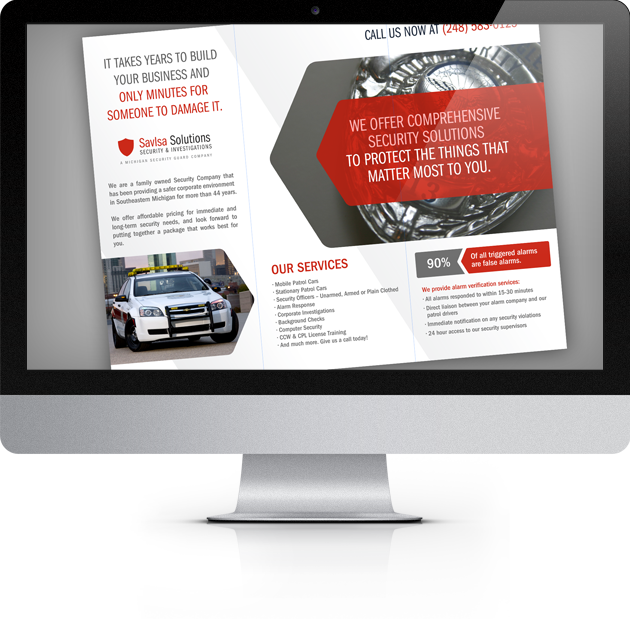 CALL US NOW AT (248) 583-0123
IT TAKES YEARS TO BUILD
YOUR BUSINESS AND
ONLY MINUTES FOR
SOMEONE TO DAMAGE IT.
SavIsa Solutions
SECURITY & INVESTIGATIONS
A MICHIGAN SECURITY GUARD COMPANY
We are a family owned Security Company that
has been providing a safer corporate environment
in Southeastern Michigan for more than 44 years.
We offer affordable pricing for immediate and
long-term security needs, and look forward to
putting together a package that works best for
you.
WE OFFER COMPREHENSIVE
SECURITY SOLUTIONS
TO PROTECT THE THINGS THAT
MATTER MOST TO YOU.
OUR SERVICES
· Mobile Patrol Cars
· Stationary Patrol Cars
· Security Officers – Unarmed, Armed or Plain Clothed
· Alarm Response
· Corporate Investigations
· Background Checks
· Computer Security
· CCW & CPL License Training
· And much more. Give us a call today!
90%
Of all triggered alarms
are false alarms.
We provide alarm verification services:
· All alarms responded to within 15-30 minutes
· Direct liaison between your alarm company and our
patrol drivers
· Immediate notification on any security violations
· 24 hour access to our security supervisors